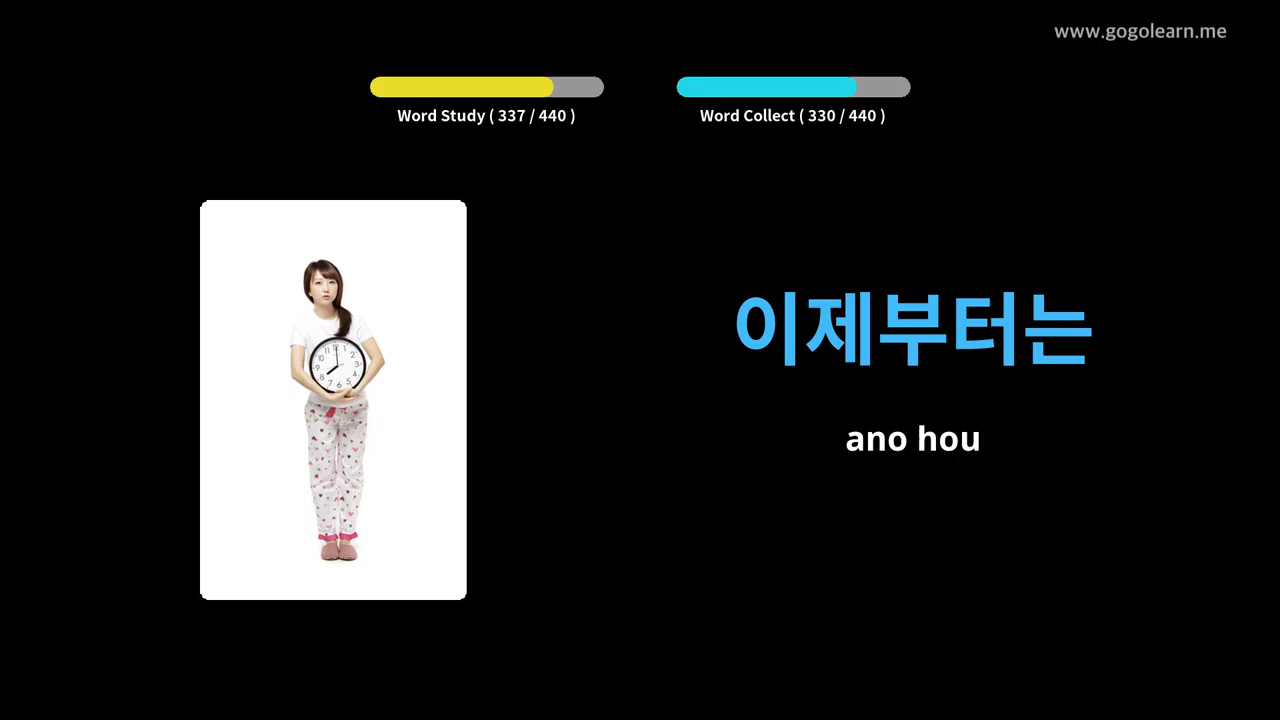 www.gogolearn.me
Word Study ( 337 / 440 )
Word Collect ( 330 / 440 )
이제부터는
ano hou